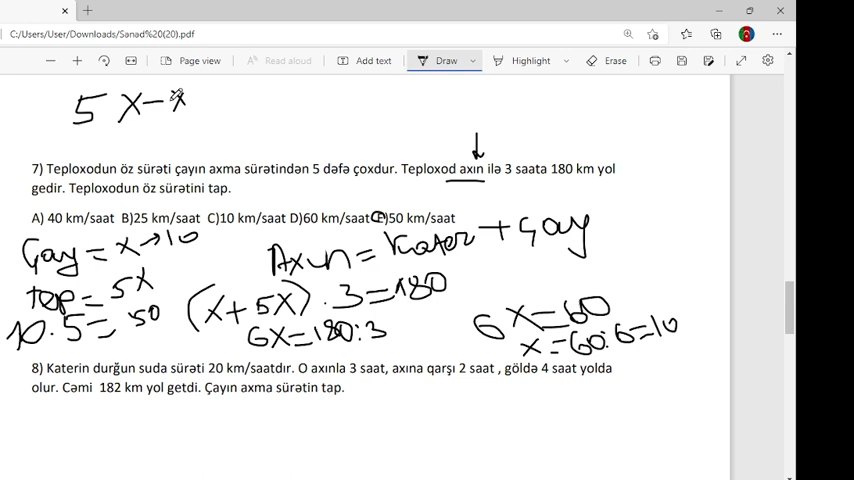 C:/Users/User/Downloads/Sənəd%20(20).pdf
Page view
Read aloud
Add text
Draw
Highlight
Erase
5 x-x
7) Teploxodun öz sürəti çayın axma sürətindən 5 dəfə çoxdur. Teploxod axın ilə 3 saata 180 km yol
gedir. Teploxodun öz sürətini tap.
A) 40 km/saat B)25 km/saat C)10 km/saat D)60 km/saat E)50 km/saat
Çay = x → 10
Axın = Kater + Çay
tep = 5x
(x+5x) · 3 = 180
10 · 5 = 50
6x = 180:3
6x = 60
x = 60:6 = 10
8) Katerin durğun suda sürəti 20 km/saatdır. O axınla 3 saat, axına qarşı 2 saat , göldə 4 saat yolda
olur. Cəmi 182 km yol getdi. Çayın axma sürətin tap.